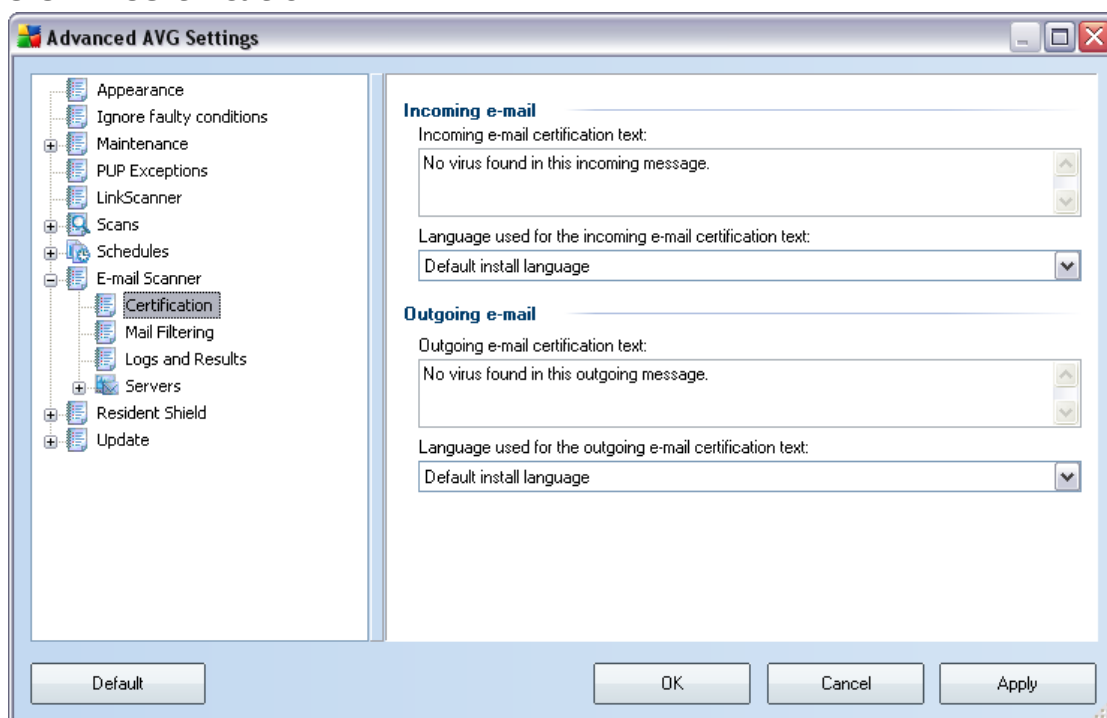 Advanced AVG Settings
Appearance
Ignore faulty conditions
Maintenance
PUP Exceptions
LinkScanner
Scans
Schedules
E-mail Scanner
Certification
Mail Filtering
Logs and Results
Servers
Resident Shield
Update
Incoming e-mail
Incoming e-mail certification text:
No virus found in this incoming message.
Language used for the incoming e-mail certification text:
Default install language
Outgoing e-mail
Outgoing e-mail certification text:
No virus found in this outgoing message.
Language used for the outgoing e-mail certification text:
Default install language
Default
OK
Cancel
Apply